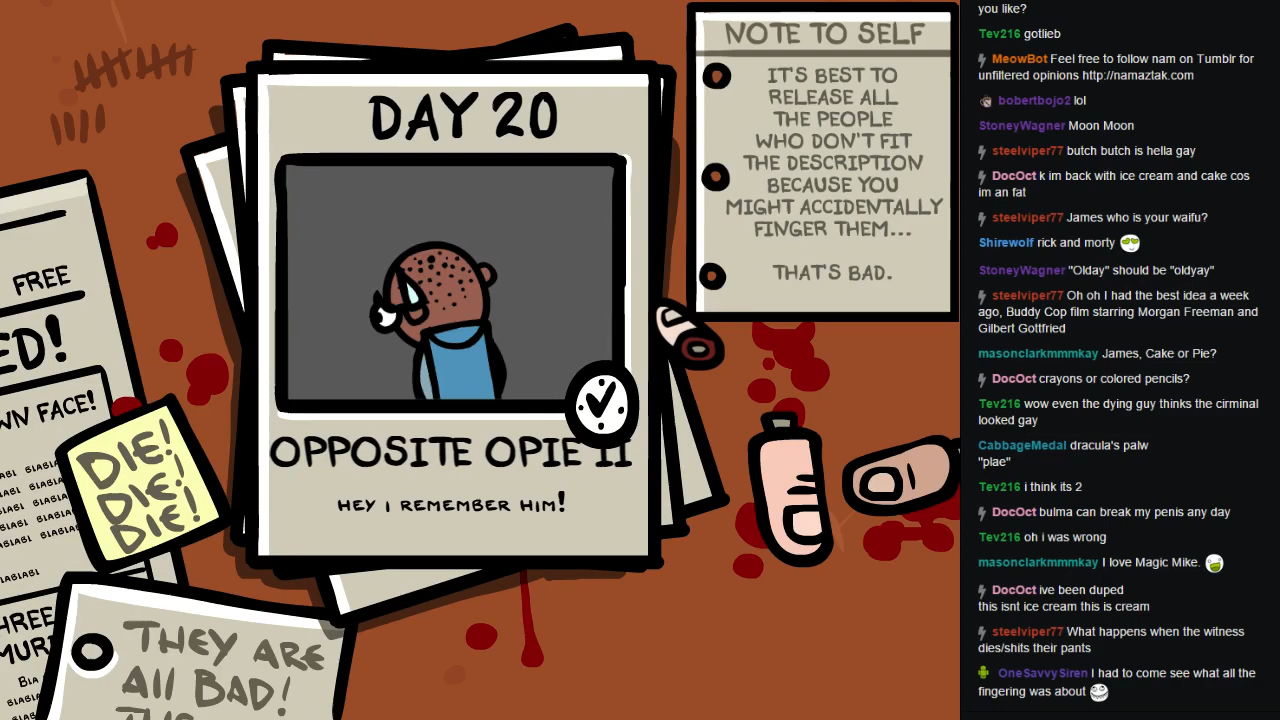 DAY 20
OPPOSITE OPIE II
HEY I REMEMBER HIM!
NOTE TO SELF
IT'S BEST TO
RELEASE ALL
THE PEOPLE
WHO DON'T FIT
THE DESCRIPTION
BECAUSE YOU
MIGHT ACCIDENTALLY
FINGER THEM...
THAT'S BAD.
FREE
ED!
WN FACE!
DIE!
DIE!
DIE!
HREE
MUR
BLA
THEY ARE
All BAD!
you like?
Tev216 gotlieb
MeowBot Feel free to follow nam on Tumblr for
unfiltered opinions http://namaztak.com
bobertbojo2 lol
StoneyWagner Moon Moon
steelviper77 butch butch is hella gay
DocOct k im back with ice cream and cake cos
im an fat
steelviper77 James who is your waifu?
Shirewolf rick and morty
StoneyWagner "Olday" should be "oldyay"
steelviper77 Oh oh I had the best idea a week
ago, Buddy Cop film starring Morgan Freeman and
Gilbert Gottfried
masonclarkmmmkay James, Cake or Pie?
DocOct crayons or colored pencils?
Tev216 wow even the dying guy thinks the cirminal
looked gay
CabbageMedal dracula's palw
"plae"
Tev216 i think its 2
DocOct bulma can break my penis any day
Tev216 oh i was wrong
masonclarkmmmkay I love Magic Mike.
DocOct ive been duped
this isnt ice cream this is cream
steelviper77 What happens when the witness
dies/shits their pants
OneSavvySiren I had to come see what all the
fingering was about